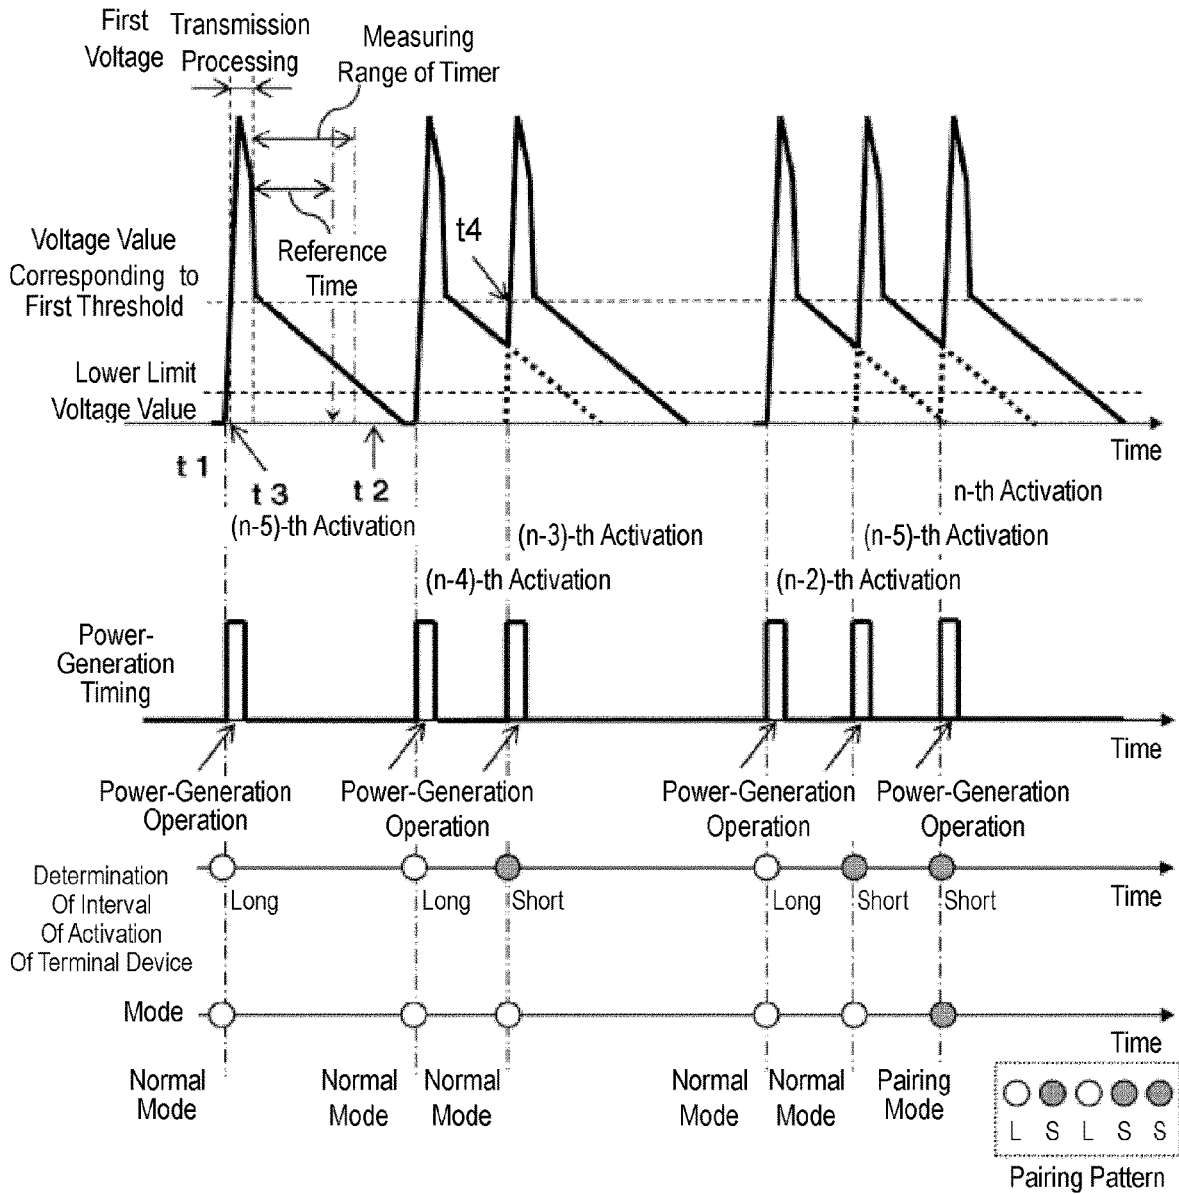 First
Voltage
Transmission
Processing
Measuring
Range of Timer
Voltage Value
Corresponding to
First Threshold
Reference
Time
t4
Lower Limit
Voltage Value
Time
t 1
t 3
t 2
n-th Activation
(n-5)-th Activation
(n-3)-th Activation
(n-5)-th Activation
(n-4)-th Activation
(n-2)-th Activation
Power-
Generation
Timing
Time
Power-Generation
Operation
Power-Generation
Operation
Power-Generation
Operation
Power-Generation
Operation
Determination
Of Interval
Of Activation
Of Terminal Device
Long
Long
Short
Long
Short
Short
Time
Mode
Time
Normal
Mode
Normal
Mode
Normal
Mode
Normal
Mode
Normal
Mode
Pairing
Mode
L S L S S
Pairing Pattern